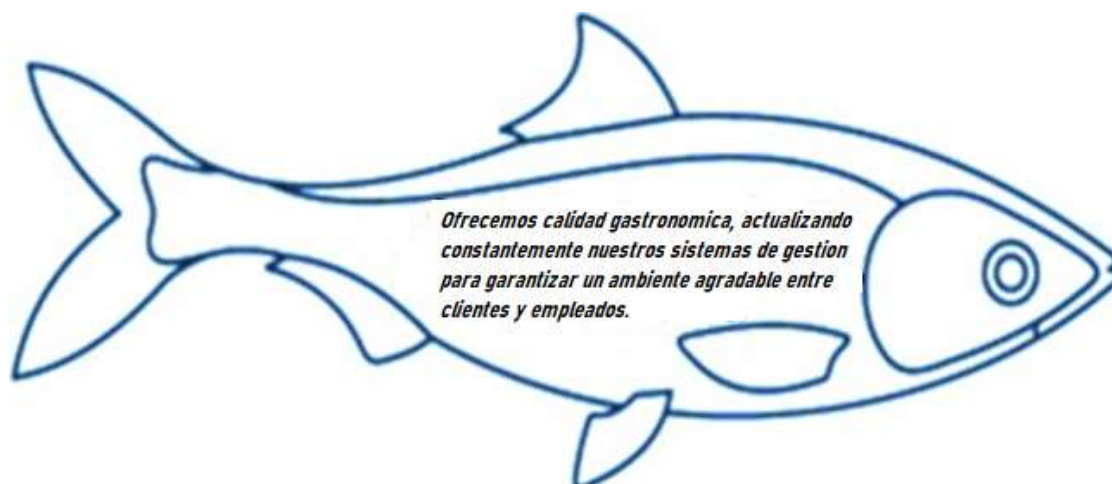 Ofrecemos calidad gastronomica, actualizando
constantemente nuestros sistemas de gestion
para garantizar un ambiente agradable entre
clientes y empleados.